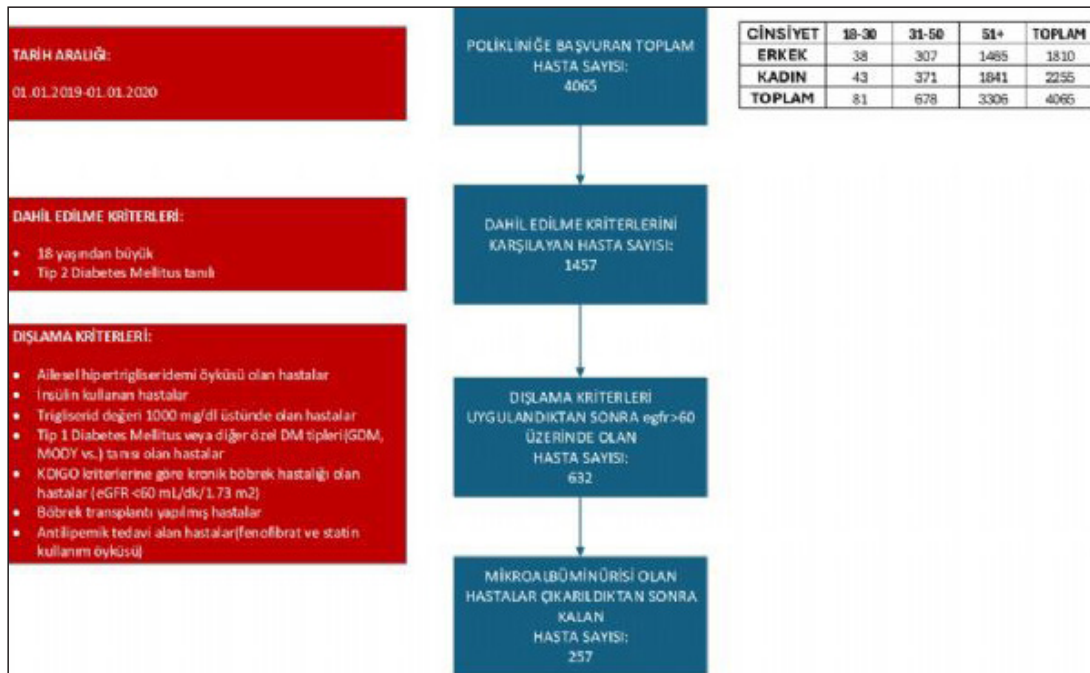 TARİH ARALIĞI:
01.01.2019-01.01.2020
POLİKLİNİĞE BAŞVURAN TOPLAM
HASTA SAYISI:
4065
CİNSİYET 18-30 31-50 51+ TOPLAM
ERKEK 38 307 1465 1810
KADIN 43 371 1841 2255
TOPLAM 81 678 3306 4065
DAHİL EDİLME KRİTERLERİ:
• 18 yaşından büyük
• Tip 2 Diabetes Mellitus tanılı
DAHİL EDİLME KRİTERLERİNİ
KARŞILAYAN HASTA SAYISI:
1457
DIŞLAMA KRİTERLERİ:
• Ailesel hipertrigliseridemi öyküsü olan hastalar
• İnsülin kullanan hastalar
• Trigliserid değeri 1000 mg/dl üstünde olan hastalar
• Tip 1 Diabetes Mellitus veya diğer özel DM tipleri(GDM,
MODY vs.) tanısı olan hastalar
• KDIGO kriterlerine göre kronik böbrek hastalığı olan
hastalar (eGFR <60 mL/dk/1.73 m2)
• Böbrek transplantı yapılmış hastalar
• Antilipemik tedavi alan hastalar(fenofibrat ve statin
kullanım öyküsü)
DIŞLAMA KRİTERLERİ
UYGULANDIKTAN SONRA egfr>60
ÜZERİNDE OLAN
HASTA SAYISI:
632
MİKROALBÜMİNÜRİSİ OLAN
HASTALAR ÇIKARILDIKTAN SONRA
KALAN
HASTA SAYISI:
257